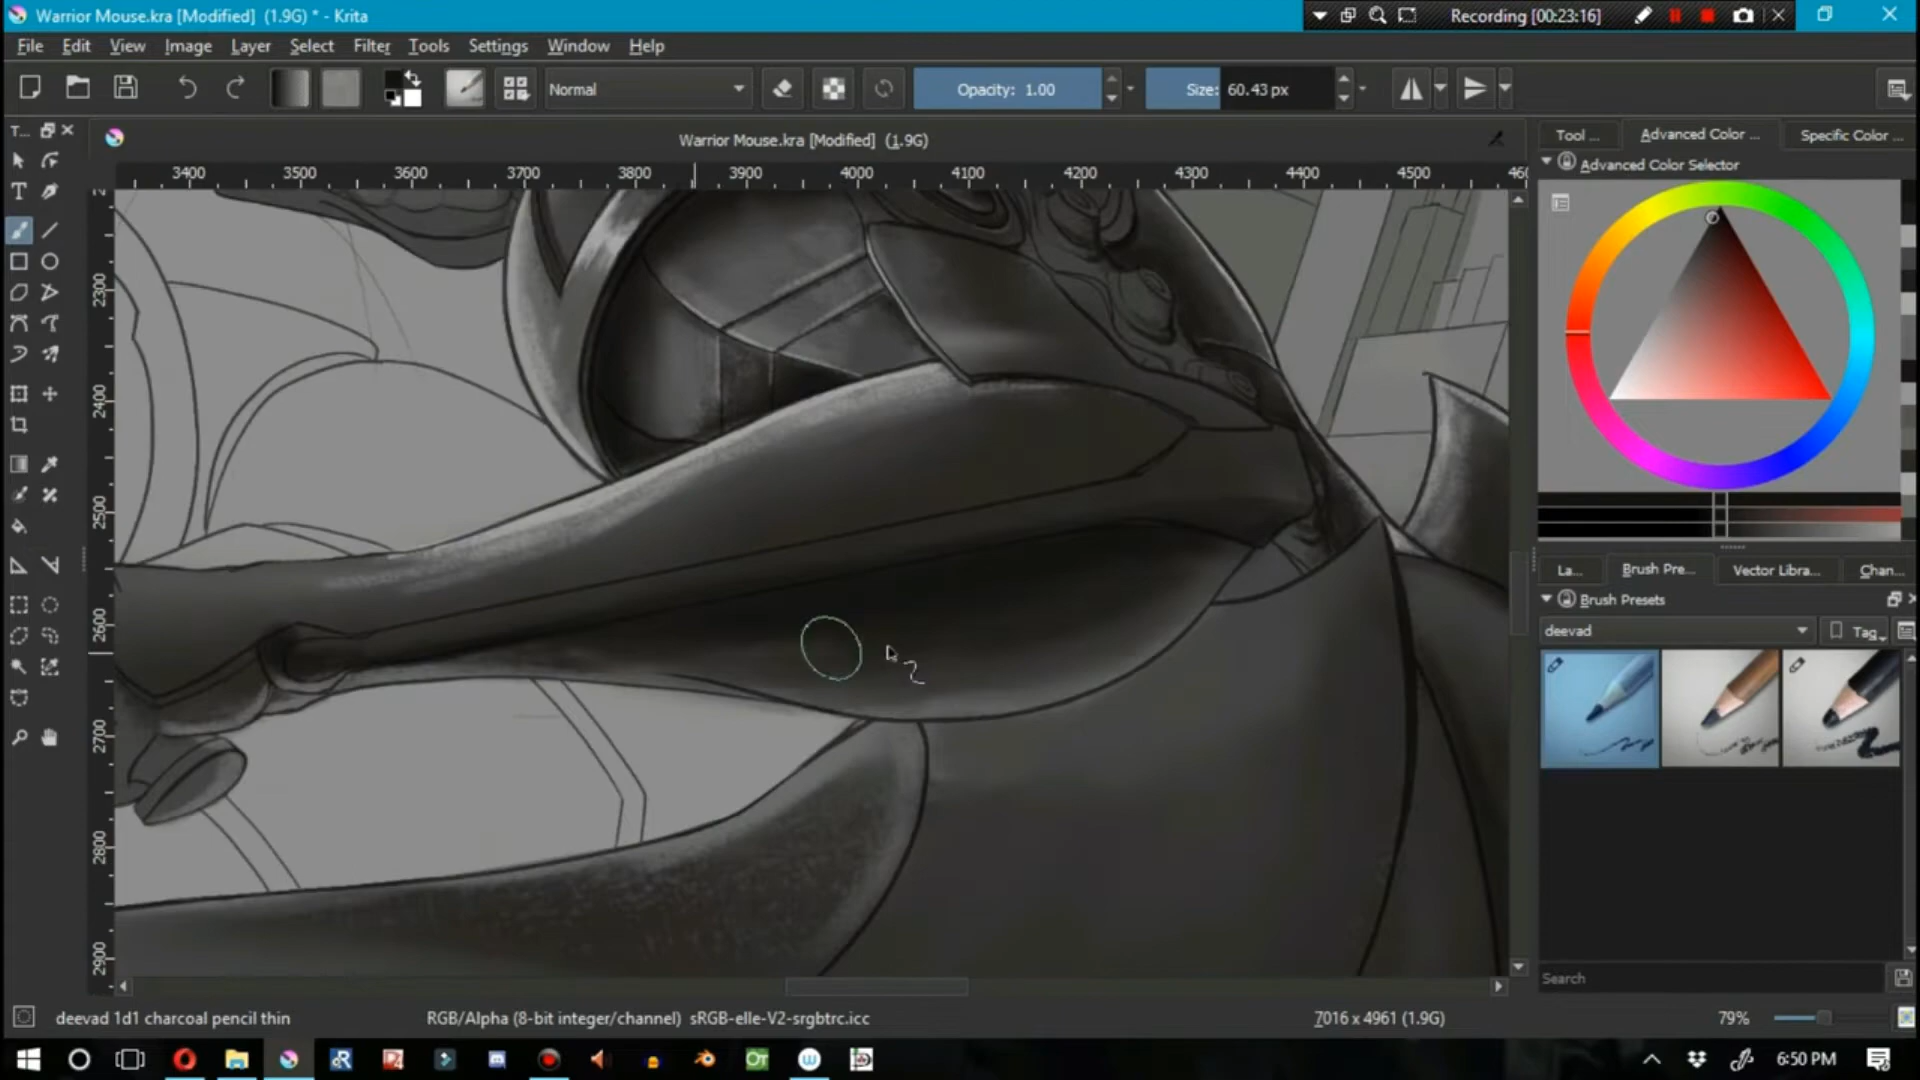 Warrior Mouse.kra [Modified] (1.9G) * - Krita
Recording [00:23:16]
File Edit View Image Layer Select Filter Tools Settings Window Help
Normal
Opacity: 1.00
Size: 60.43 px
T...
Warrior Mouse.kra [Modified] (1.9G)
Tool ...
Advanced Color ...
Specific Color ...
3400 3500 3600 3700 3800 3900 4000 4100 4200 4300 4400 4500 460
Advanced Color Selector
2300
2400
2500
2600
2700
2800
2900
La...
Brush Pre...
Vector Libra...
Chan...
Brush Presets
deevad
Tag
Search
deevad 1d1 charcoal pencil thin
RGB/Alpha (8-bit integer/channel) sRGB-elle-V2-srgbtrc.icc
7016 x 4961 (1.9G)
79%
6:50 PM